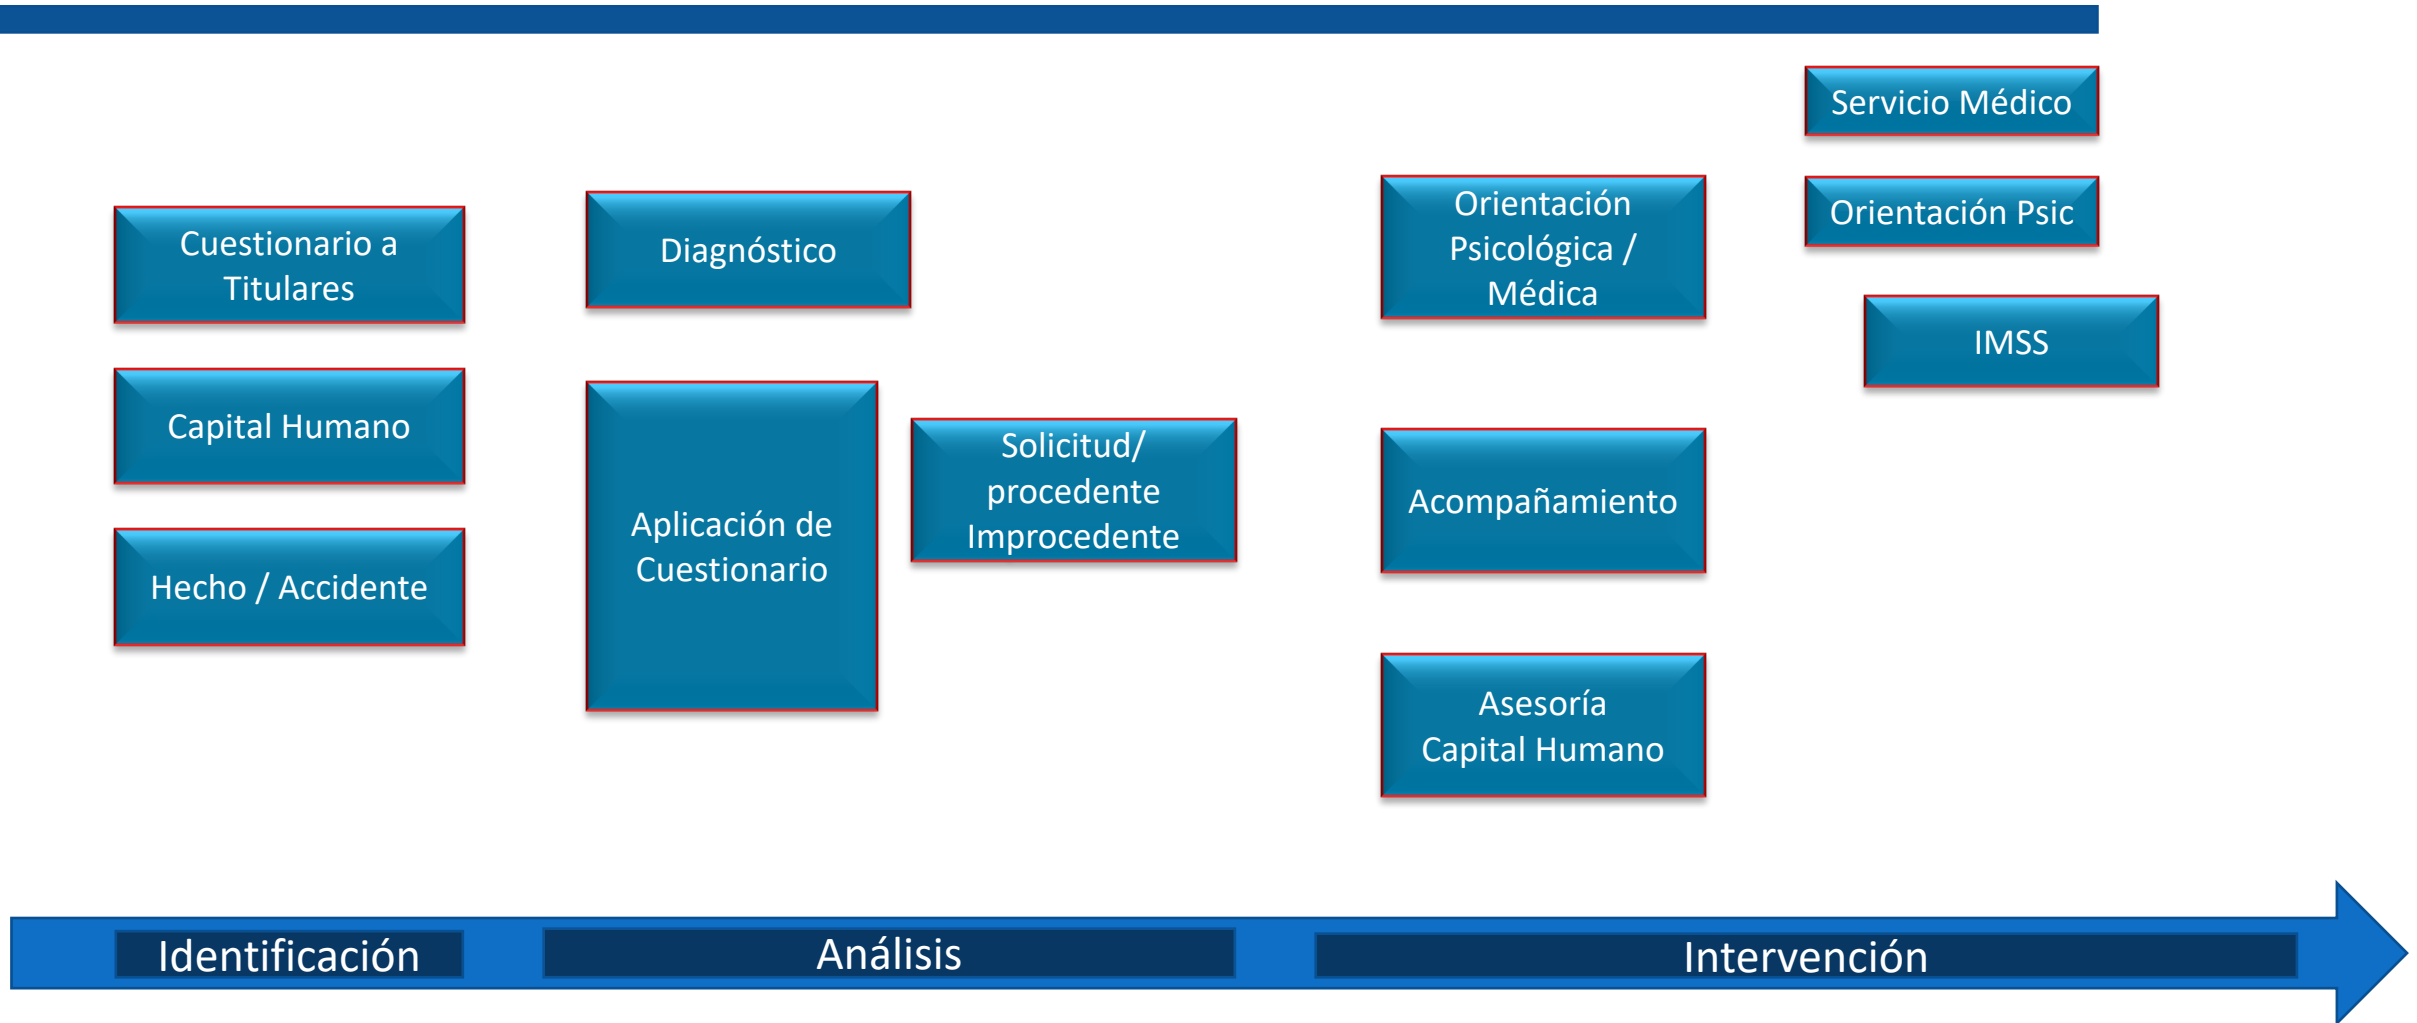 Cuestionario a
Titulares
Capital Humano
Hecho / Accidente
Diagnóstico
Aplicación de
Cuestionario
Solicitud/
procedente
Improcedente
Orientación
Psicológica /
Médica
Acompañamiento
Asesoría
Capital Humano
Servicio Médico
Orientación Psic
IMSS
Identificación
Análisis
Intervención